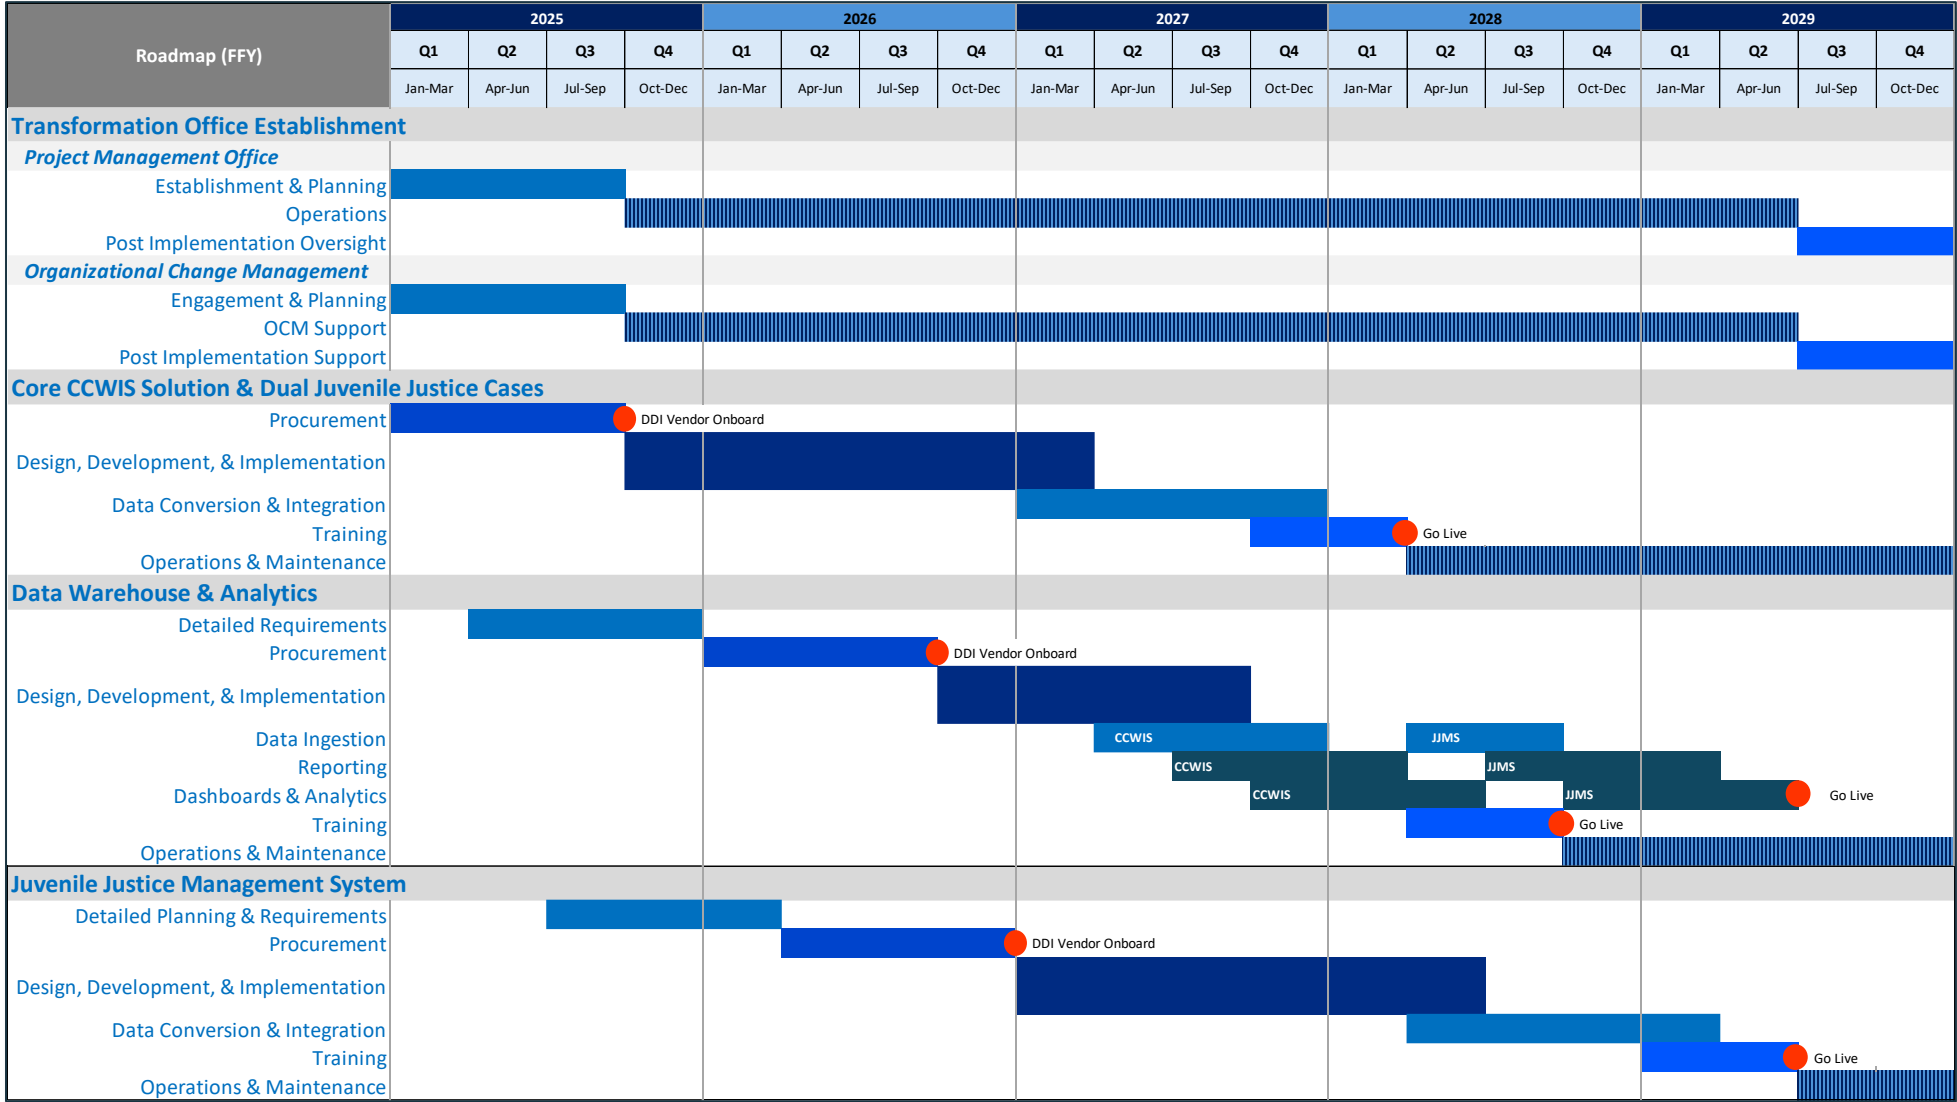 2025 2026 2027 2028 2029
Roadmap (FFY)
Q1 Q2 Q3 Q4 Q1 Q2 Q3 Q4 Q1 Q2 Q3 Q4 Q1 Q2 Q3 Q4 Q1 Q2 Q3 Q4
Jan-Mar Apr-Jun Jul-Sep Oct-Dec Jan-Mar Apr-Jun Jul-Sep Oct-Dec Jan-Mar Apr-Jun Jul-Sep Oct-Dec Jan-Mar Apr-Jun Jul-Sep Oct-Dec Jan-Mar Apr-Jun Jul-Sep Oct-Dec
Transformation Office Establishment
Project Management Office
Establishment & Planning
Operations
Post Implementation Oversight
Organizational Change Management
Engagement & Planning
OCM Support
Post Implementation Support
Core CCWIS Solution & Dual Juvenile Justice Cases
Procurement DDI Vendor Onboard
Design, Development, & Implementation
Data Conversion & Integration
Training Go Live
Operations & Maintenance
Data Warehouse & Analytics
Detailed Requirements
Procurement DDI Vendor Onboard
Design, Development, & Implementation
Data Ingestion CCWIS JJMS
Reporting CCWIS JJMS
Dashboards & Analytics CCWIS JJMS Go Live
Training Go Live
Operations & Maintenance
Juvenile Justice Management System
Detailed Planning & Requirements
Procurement DDI Vendor Onboard
Design, Development, & Implementation
Data Conversion & Integration
Training Go Live
Operations & Maintenance